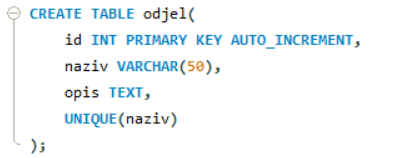 CREATE TABLE odjel(
    id INT PRIMARY KEY AUTO_INCREMENT,
    naziv VARCHAR(50),
    opis TEXT,
    UNIQUE(naziv)
);